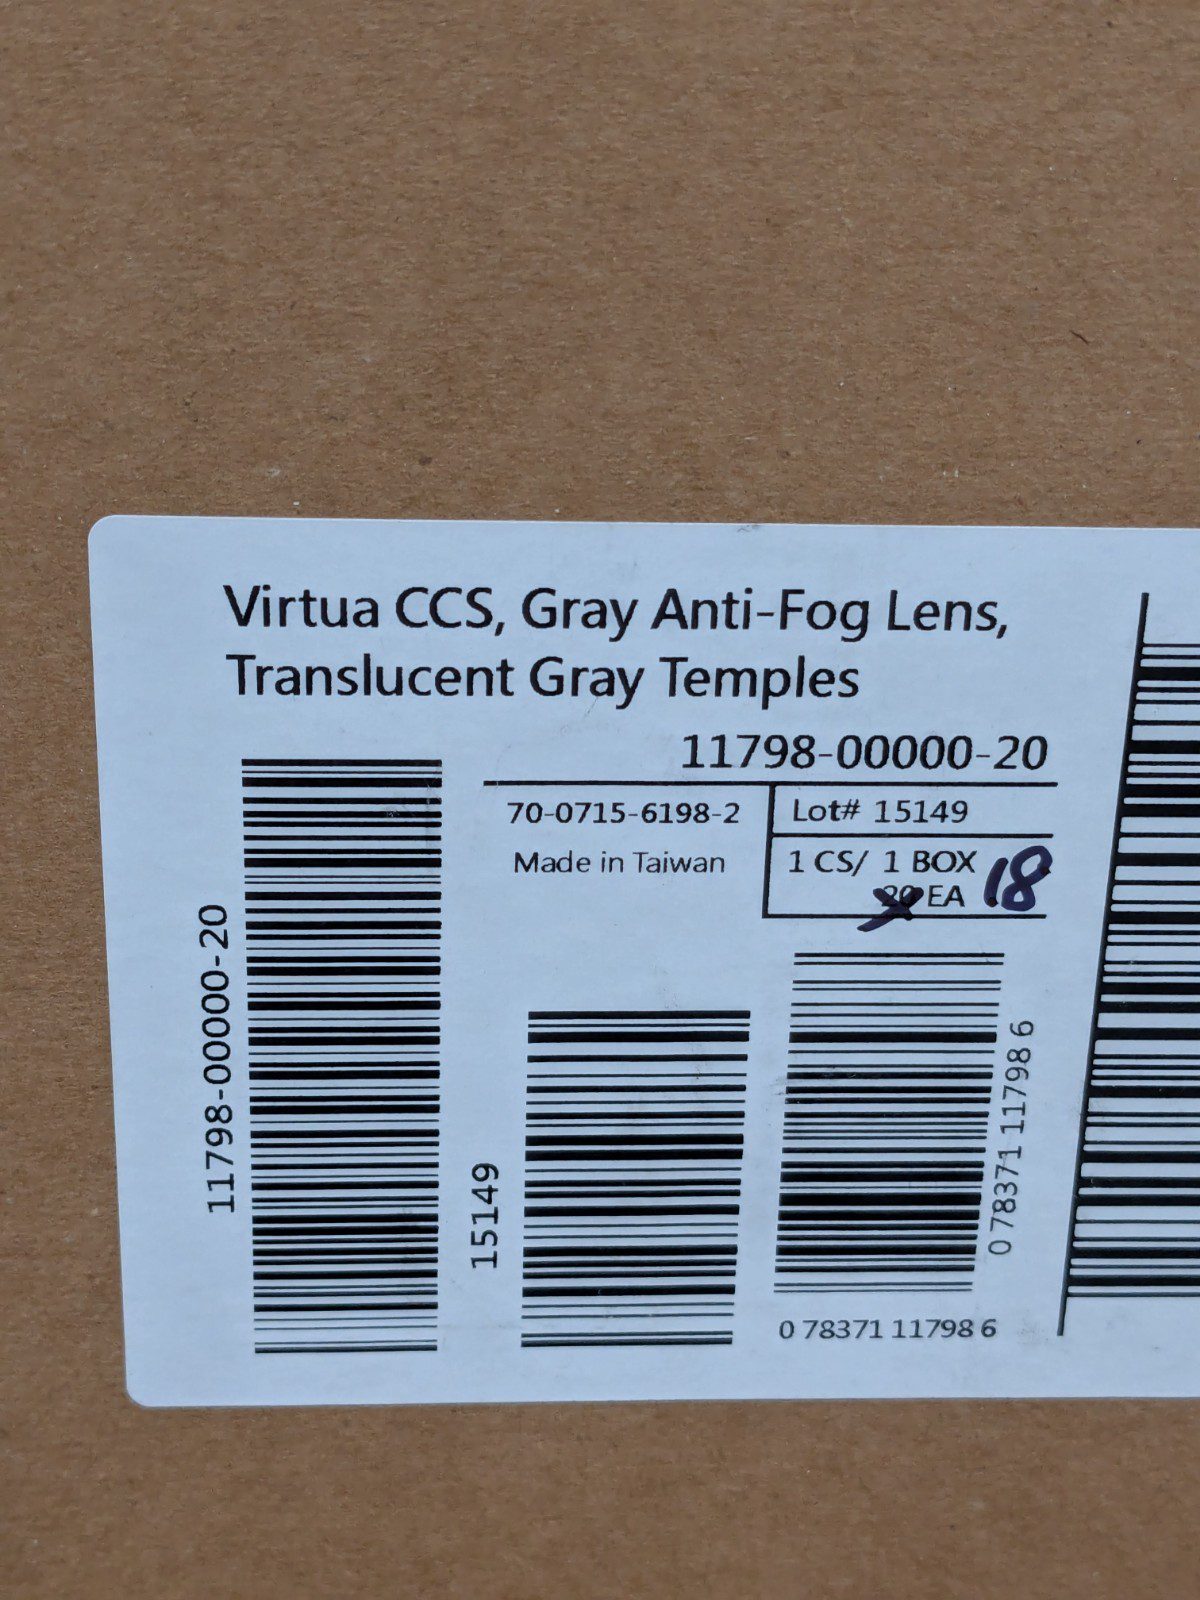 Virtua CCS, Gray Anti-Fog Lens,
Translucent Gray Temples
11798-00000-20
70-0715-6198-2
Lot# 15149
Made in Taiwan
1 CS/ 1 BOX
20 EA
18
11798-00000-20
15149
0 78371 11798 6
0 78371 11798 6